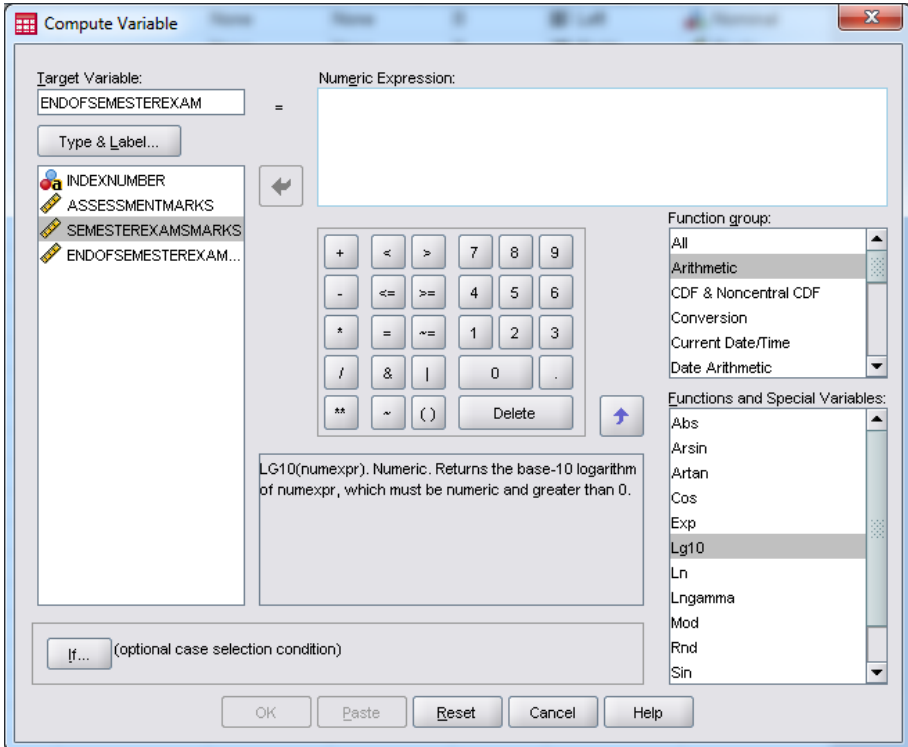 Compute Variable
Target Variable:
ENDOFSEMESTEREXAM
=
Numeric Expression:
Type & Label...
INDEXNUMBER
ASSESSMENTMARKS
SEMESTEREXAMSMARKS
ENDOFSEMESTEREXAM...
+ < > 7 8 9
- <= >= 4 5 6
* = ~= 1 2 3
/ & | 0 .
** ~ ( ) Delete
LG10(numexpr). Numeric. Returns the base-10 logarithm
of numexpr, which must be numeric and greater than 0.
Function group:
All
Arithmetic
CDF & Noncentral CDF
Conversion
Current Date/Time
Date Arithmetic
Functions and Special Variables:
Abs
Arsin
Artan
Cos
Exp
Lg10
Ln
Lngamma
Mod
Rnd
Sin
If... (optional case selection condition)
OK Paste Reset Cancel Help